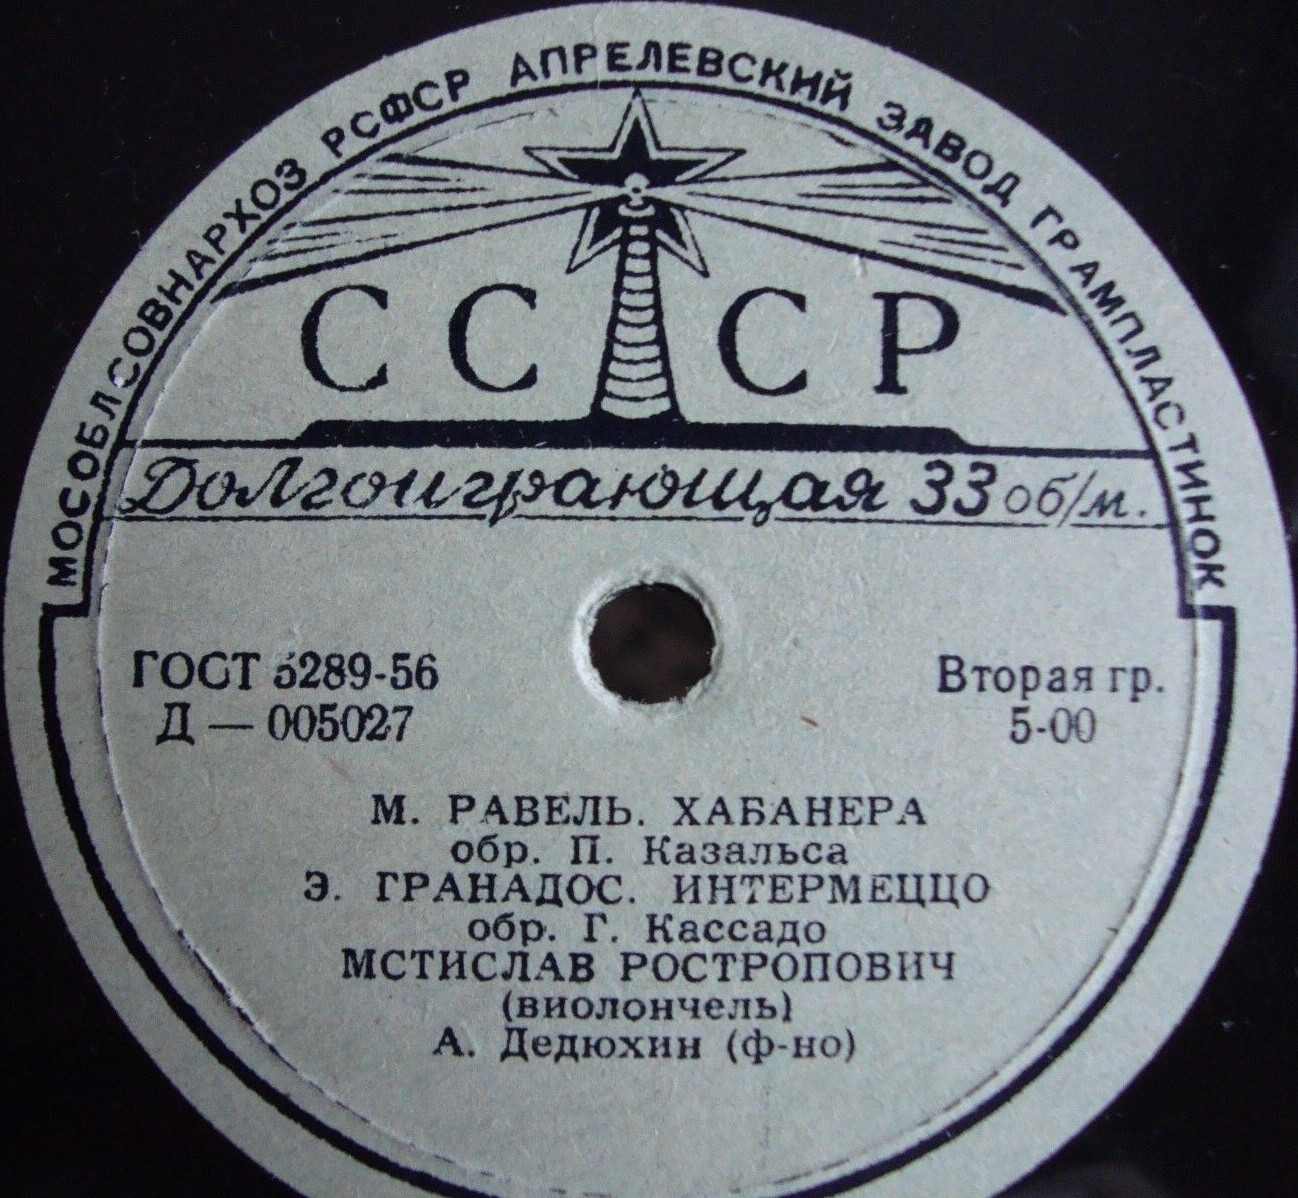 МОСОБЛСОВНАРХОЗ РСФСР АПРЕЛЕВСКИЙ ЗАВОД ГРАМПЛАСТИНОК
СССР
Долгоиграющая 33 об/м.
ГОСТ 5289-56
Д — 005027
Вторая гр.
5-00
М. РАВЕЛЬ. ХАБАНЕРА
обр. П. Казальса
Э. ГРАНАДОС. ИНТЕРМЕЦЦО
обр. Г. Кассадо
МСТИСЛАВ РОСТРОПОВИЧ
(виолончель)
А. Дедюхин (ф-но)